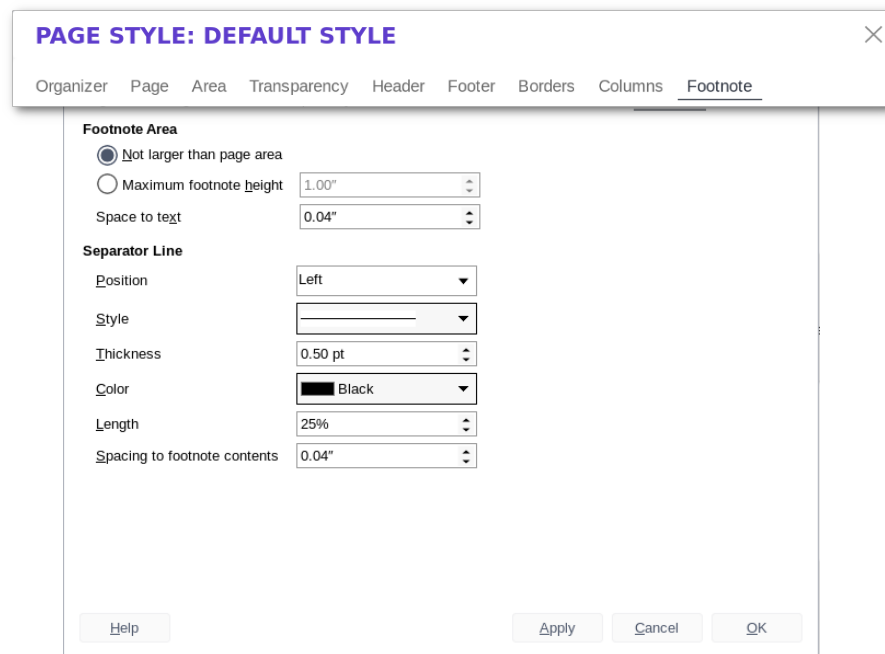 PAGE STYLE: DEFAULT STYLE
Organizer Page Area Transparency Header Footer Borders Columns Footnote
Footnote Area
Not larger than page area
Maximum footnote height 1.00″
Space to text 0.04″
Separator Line
Position Left
Style
Thickness 0.50 pt
Color Black
Length 25%
Spacing to footnote contents 0.04″
Help Apply Cancel OK